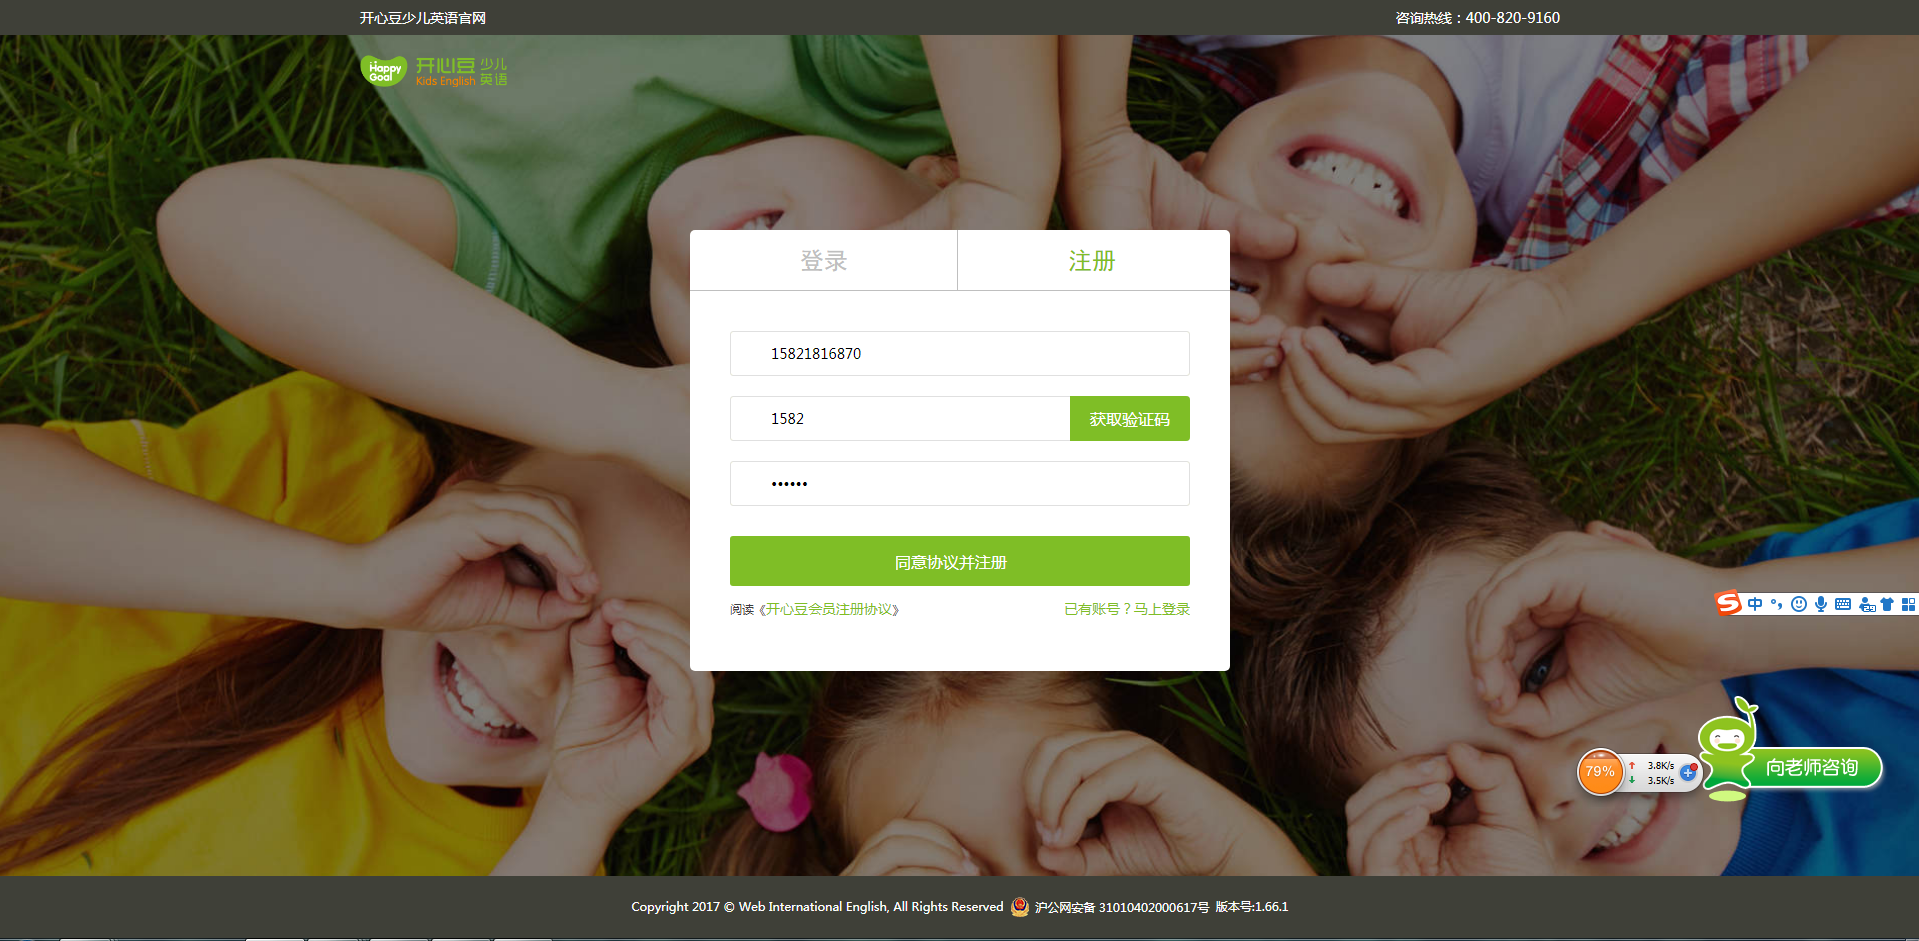 开心豆少儿英语官网
咨询热线：400-820-9160
Happy Goal
开心豆 少儿英语
Kids English
登录
注册
15821816870
1582
获取验证码
••••••
同意协议并注册
阅读《开心豆会员注册协议》
已有账号？马上登录
中
79%
3.8K/s
3.5K/s
向老师咨询
Copyright 2017 © Web International English, All Rights Reserved 沪公网安备 31010402000617号 版本号:1.66.1